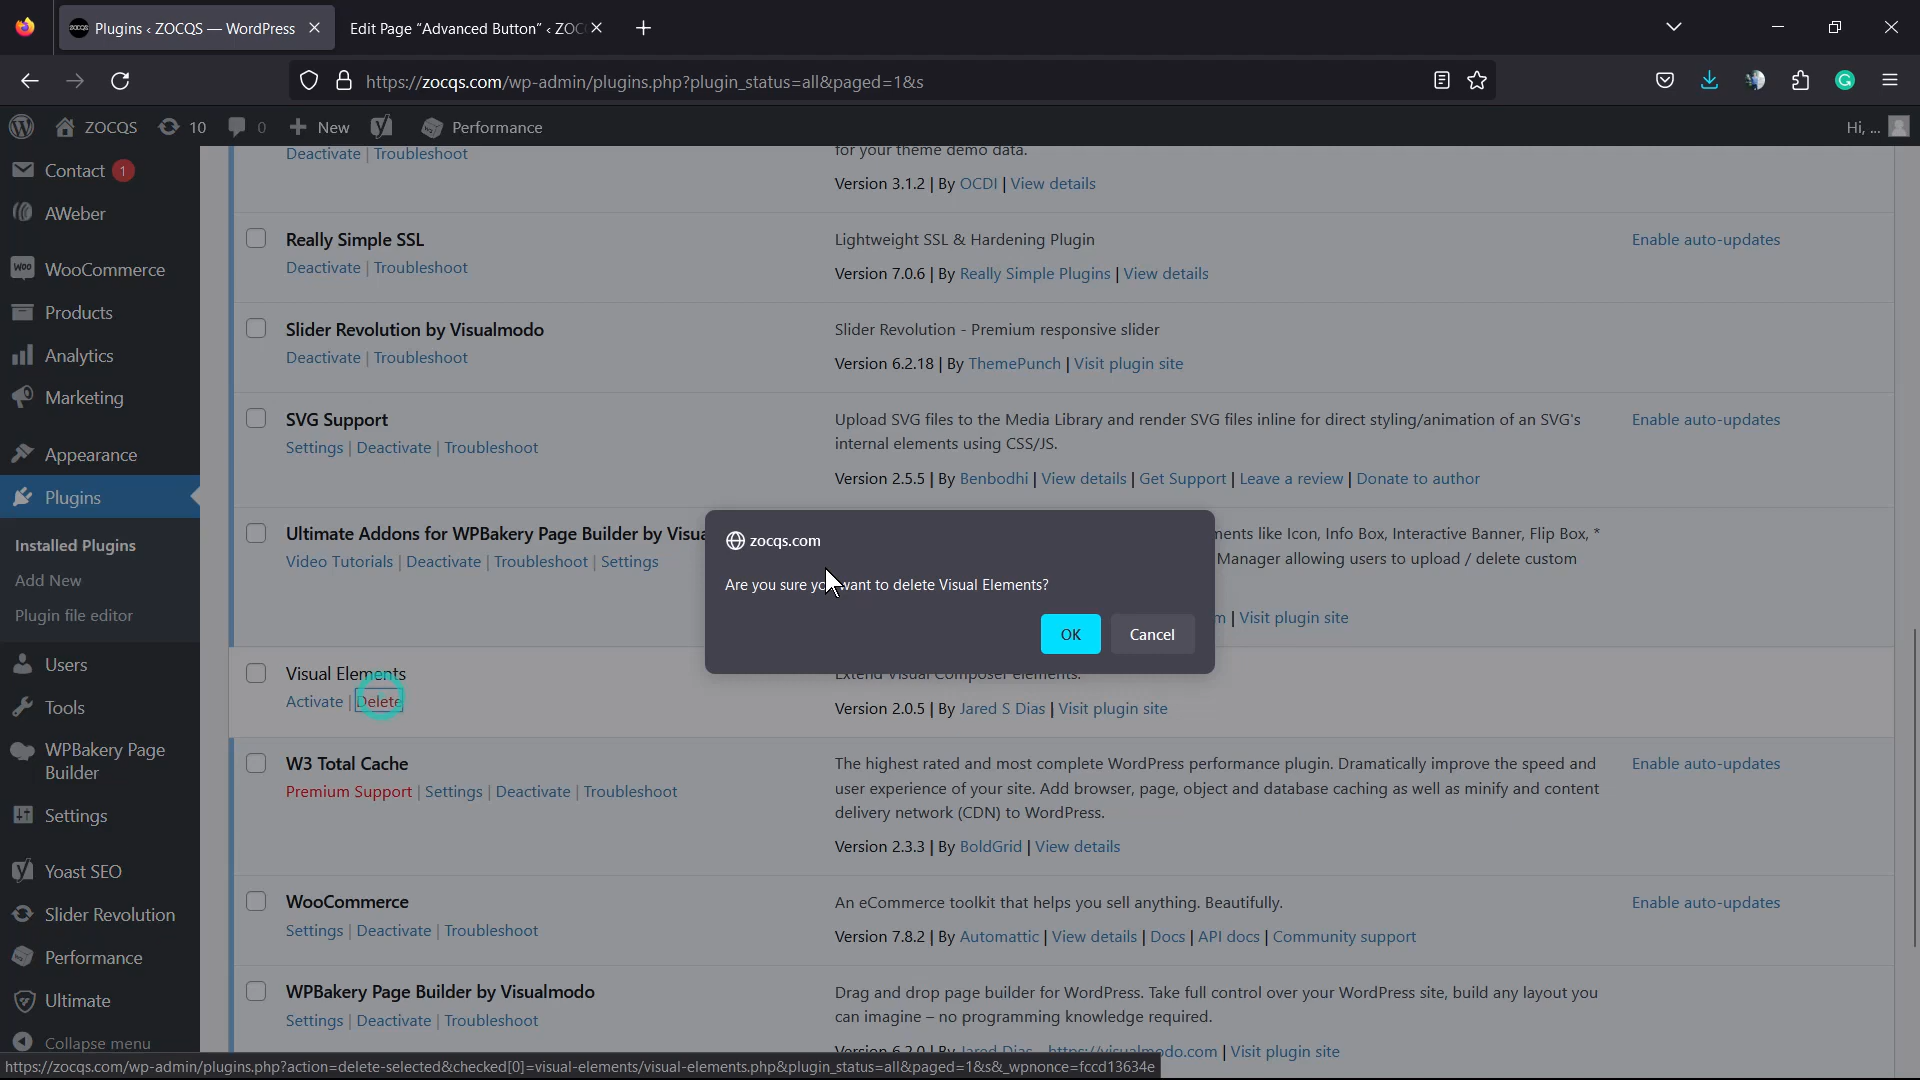 Plugins ‹ ZOCQS — WordPress
Edit Page “Advanced Button” ‹ ZOC
https://zocqs.com/wp-admin/plugins.php?plugin_status=all&paged=1&s
ZOCQS
10
0
New
Performance
Hi, ...
Contact 1
AWeber
WooCommerce
Products
Analytics
Marketing
Appearance
Plugins
Installed Plugins
Add New
Plugin file editor
Users
Tools
WPBakery Page
Builder
Settings
Yoast SEO
Slider Revolution
Performance
Ultimate
Collapse menu
Deactivate | Troubleshoot
for your theme demo data.
Version 3.1.2 | By OCDI | View details
Really Simple SSL
Deactivate | Troubleshoot
Lightweight SSL & Hardening Plugin
Version 7.0.6 | By Really Simple Plugins | View details
Enable auto-updates
Slider Revolution by Visualmodo
Deactivate | Troubleshoot
Slider Revolution - Premium responsive slider
Version 6.2.18 | By ThemePunch | Visit plugin site
SVG Support
Settings | Deactivate | Troubleshoot
Upload SVG files to the Media Library and render SVG files inline for direct styling/animation of an SVG's
internal elements using CSS/JS.
Version 2.5.5 | By Benbodhi | View details | Get Support | Leave a review | Donate to author
Enable auto-updates
Ultimate Addons for WPBakery Page Builder by Visua
Video Tutorials | Deactivate | Troubleshoot | Settings
like Icon, Info Box, Interactive Banner, Flip Box, *
Manager allowing users to upload / delete custom
| Visit plugin site
zocqs.com
Are you sure you want to delete Visual Elements?
OK
Cancel
Visual Elements
Activate | Delete
Extend Visual Composer elements.
Version 2.0.5 | By Jared S Dias | Visit plugin site
W3 Total Cache
Premium Support | Settings | Deactivate | Troubleshoot
The highest rated and most complete WordPress performance plugin. Dramatically improve the speed and
user experience of your site. Add browser, page, object and database caching as well as minify and content
delivery network (CDN) to WordPress.
Version 2.3.3 | By BoldGrid | View details
Enable auto-updates
WooCommerce
Settings | Deactivate | Troubleshoot
An eCommerce toolkit that helps you sell anything. Beautifully.
Version 7.8.2 | By Automattic | View details | Docs | API docs | Community support
Enable auto-updates
WPBakery Page Builder by Visualmodo
Settings | Deactivate | Troubleshoot
Drag and drop page builder for WordPress. Take full control over your WordPress site, build any layout you
can imagine – no programming knowledge required.
Version 6.2.0 | By Jared Dias - https://visualmodo.com | Visit plugin site
https://zocqs.com/wp-admin/plugins.php?action=delete-selected&checked[0]=visual-elements/visual-elements.php&plugin_status=all&paged=1&s&_wpnonce=fccd13634e